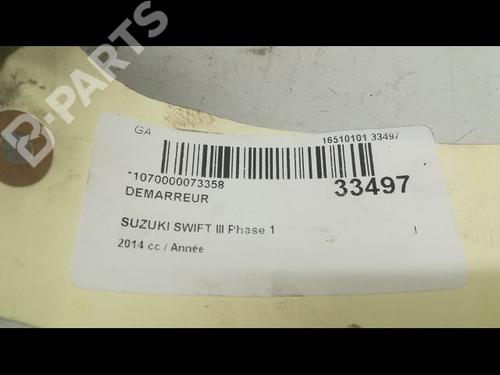 B-PARTS
GA
16510101 33497
*1070000073358
33497
DEMARREUR
SUZUKI SWIFT III Phase 1
2014 cc / Année